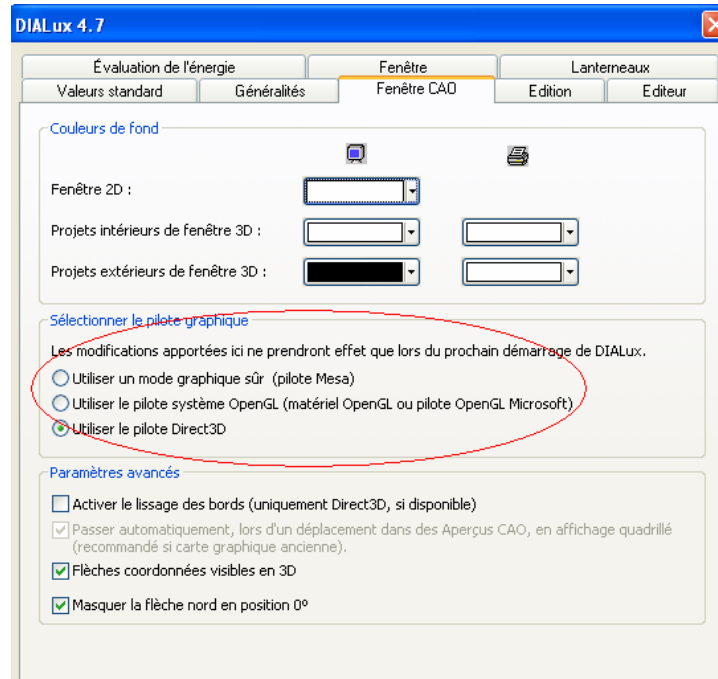 DIALux 4.7
Évaluation de l'énergie Fenêtre Lanterneaux
Valeurs standard Généralités Fenêtre CAO Edition Editeur
Couleurs de fond
Fenêtre 2D :
Projets intérieurs de fenêtre 3D :
Projets extérieurs de fenêtre 3D :
Sélectionner le pilote graphique
Les modifications apportées ici ne prendront effet que lors du prochain démarrage de DIALux.
Utiliser un mode graphique sûr (pilote Mesa)
Utiliser le pilote système OpenGL (matériel OpenGL ou pilote OpenGL Microsoft)
Utiliser le pilote Direct3D
Paramètres avancés
Activer le lissage des bords (uniquement Direct3D, si disponible)
Passer automatiquement, lors d'un déplacement dans des Aperçus CAO, en affichage quadrillé
(recommandé si carte graphique ancienne).
Flèches coordonnées visibles en 3D
Masquer la flèche nord en position 0º